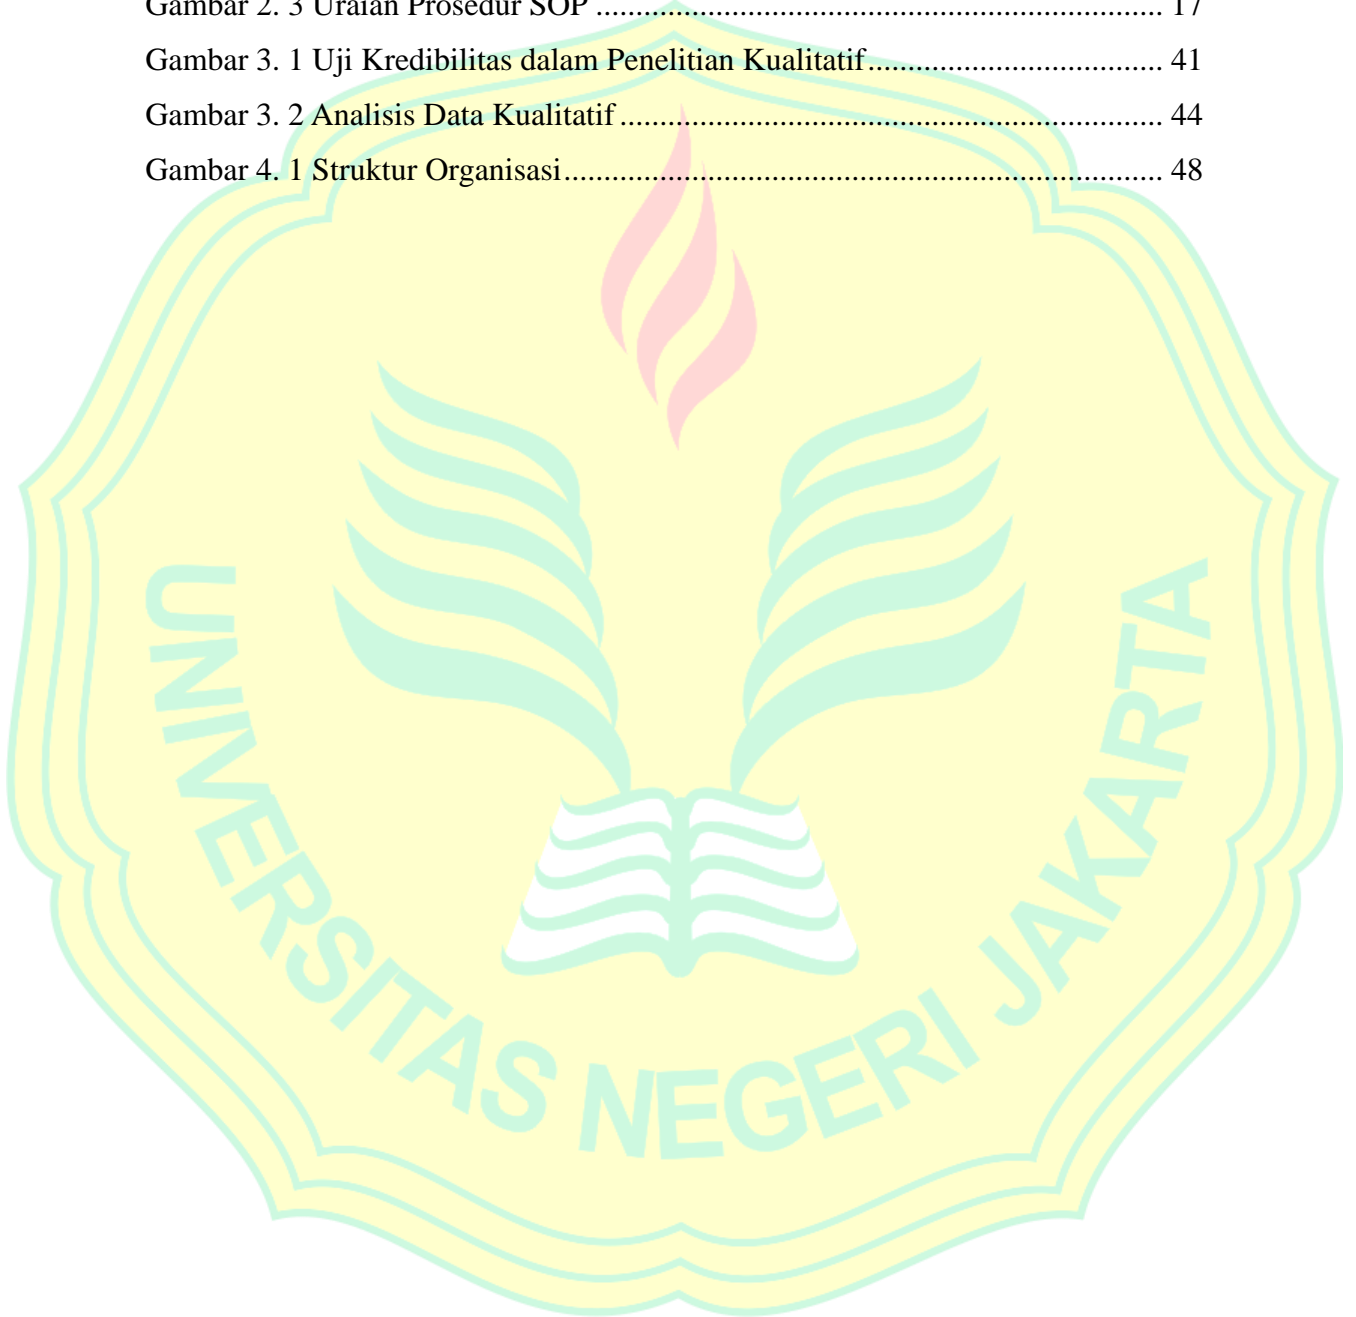 Gambar 2. 3 Uraian Prosedur SOP ....................................................................... 17
Gambar 3. 1 Uji Kredibilitas dalam Penelitian Kualitatif..................................... 41
Gambar 3. 2 Analisis Data Kualitatif .................................................................... 44
Gambar 4. 1 Struktur Organisasi........................................................................... 48
UNIVERSITAS NEGERI JAKARTA